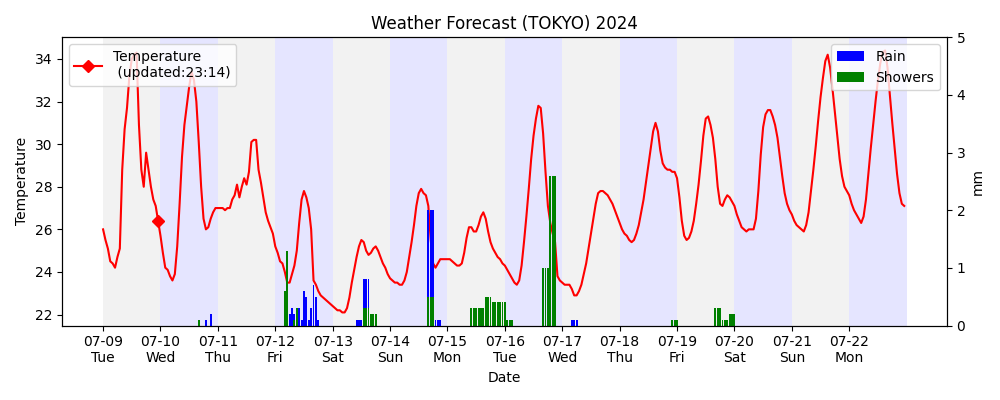 Weather Forecast (TOKYO) 2024
Temperature
(updated:23:14)
Rain
Showers
Temperature
34
32
30
28
26
24
22
5
4
3
2
1
0
mm
07-09 07-10 07-11 07-12 07-13 07-14 07-15 07-16 07-17 07-18 07-19 07-20 07-21 07-22
Tue Wed Thu Fri Sat Sun Mon Tue Wed Thu Fri Sat Sun Mon
Date